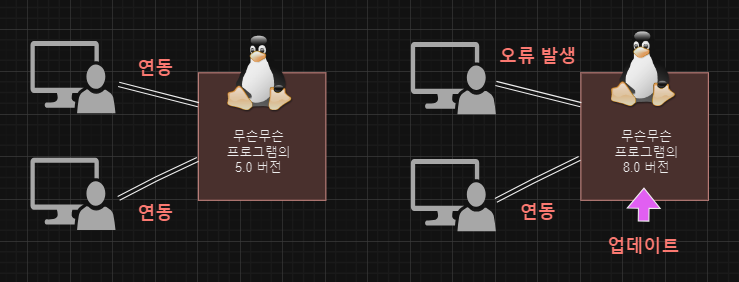 연동
무슨무슨
프로그램의
5.0 버전
연동
오류 발생
무슨무슨
프로그램의
8.0 버전
연동
업데이트